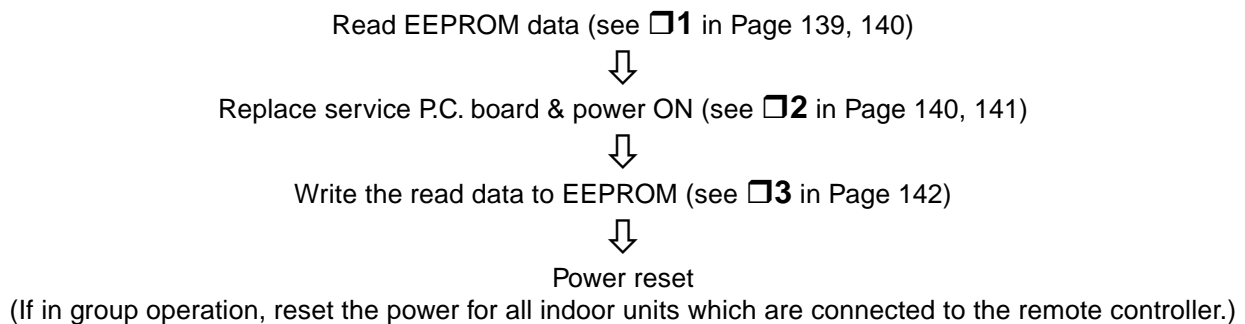 Read EEPROM data (see ❒1 in Page 139, 140)
⇩
Replace service P.C. board & power ON (see ❒2 in Page 140, 141)
⇩
Write the read data to EEPROM (see ❒3 in Page 142)
⇩
Power reset
(If in group operation, reset the power for all indoor units which are connected to the remote controller.)